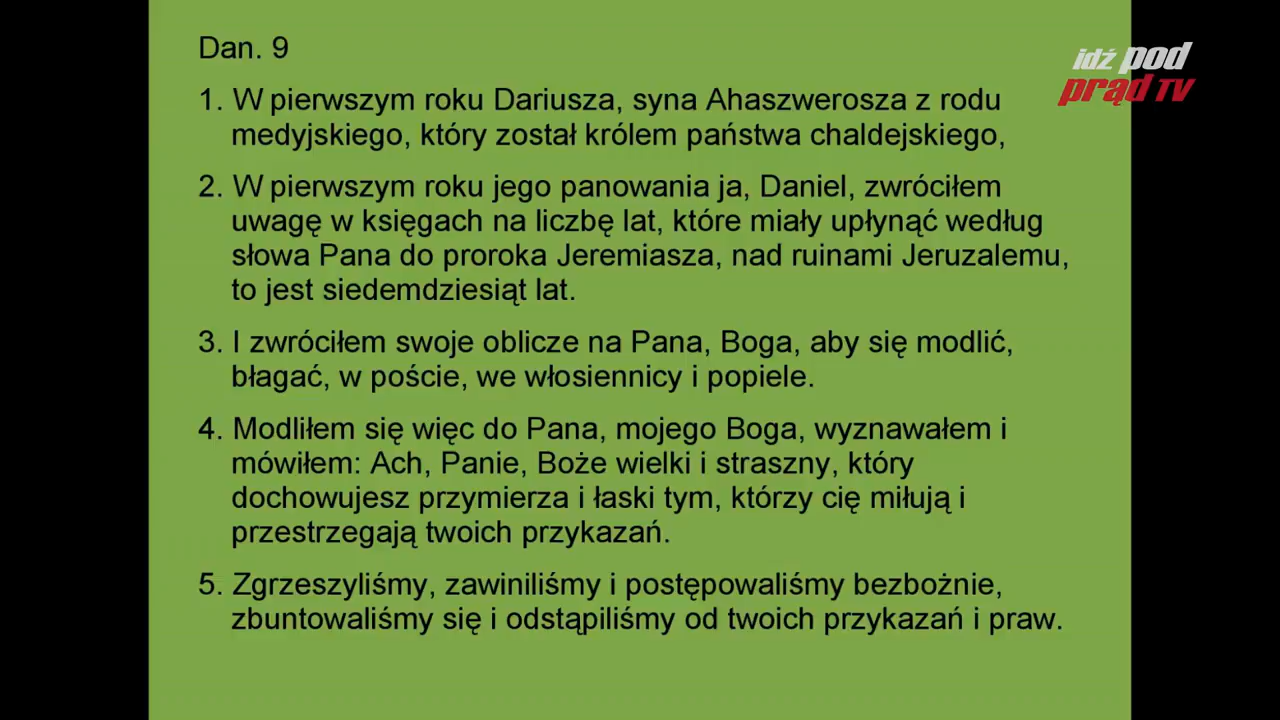 Dan. 9
idź pod
prąd TV
1. W pierwszym roku Dariusza, syna Ahaszwerosza z rodu
medyjskiego, który został królem państwa chaldejskiego,
2. W pierwszym roku jego panowania ja, Daniel, zwróciłem
uwagę w księgach na liczbę lat, które miały upłynąć według
słowa Pana do proroka Jeremiasza, nad ruinami Jeruzalemu,
to jest siedemdziesiąt lat.
3. I zwróciłem swoje oblicze na Pana, Boga, aby się modlić,
błagać, w poście, we włosiennicy i popiele.
4. Modliłem się więc do Pana, mojego Boga, wyznawałem i
mówiłem: Ach, Panie, Boże wielki i straszny, który
dochowujesz przymierza i łaski tym, którzy cię miłują i
przestrzegają twoich przykazań.
5. Zgrzeszyliśmy, zawiniliśmy i postępowaliśmy bezbożnie,
zbuntowaliśmy się i odstąpiliśmy od twoich przykazań i praw.